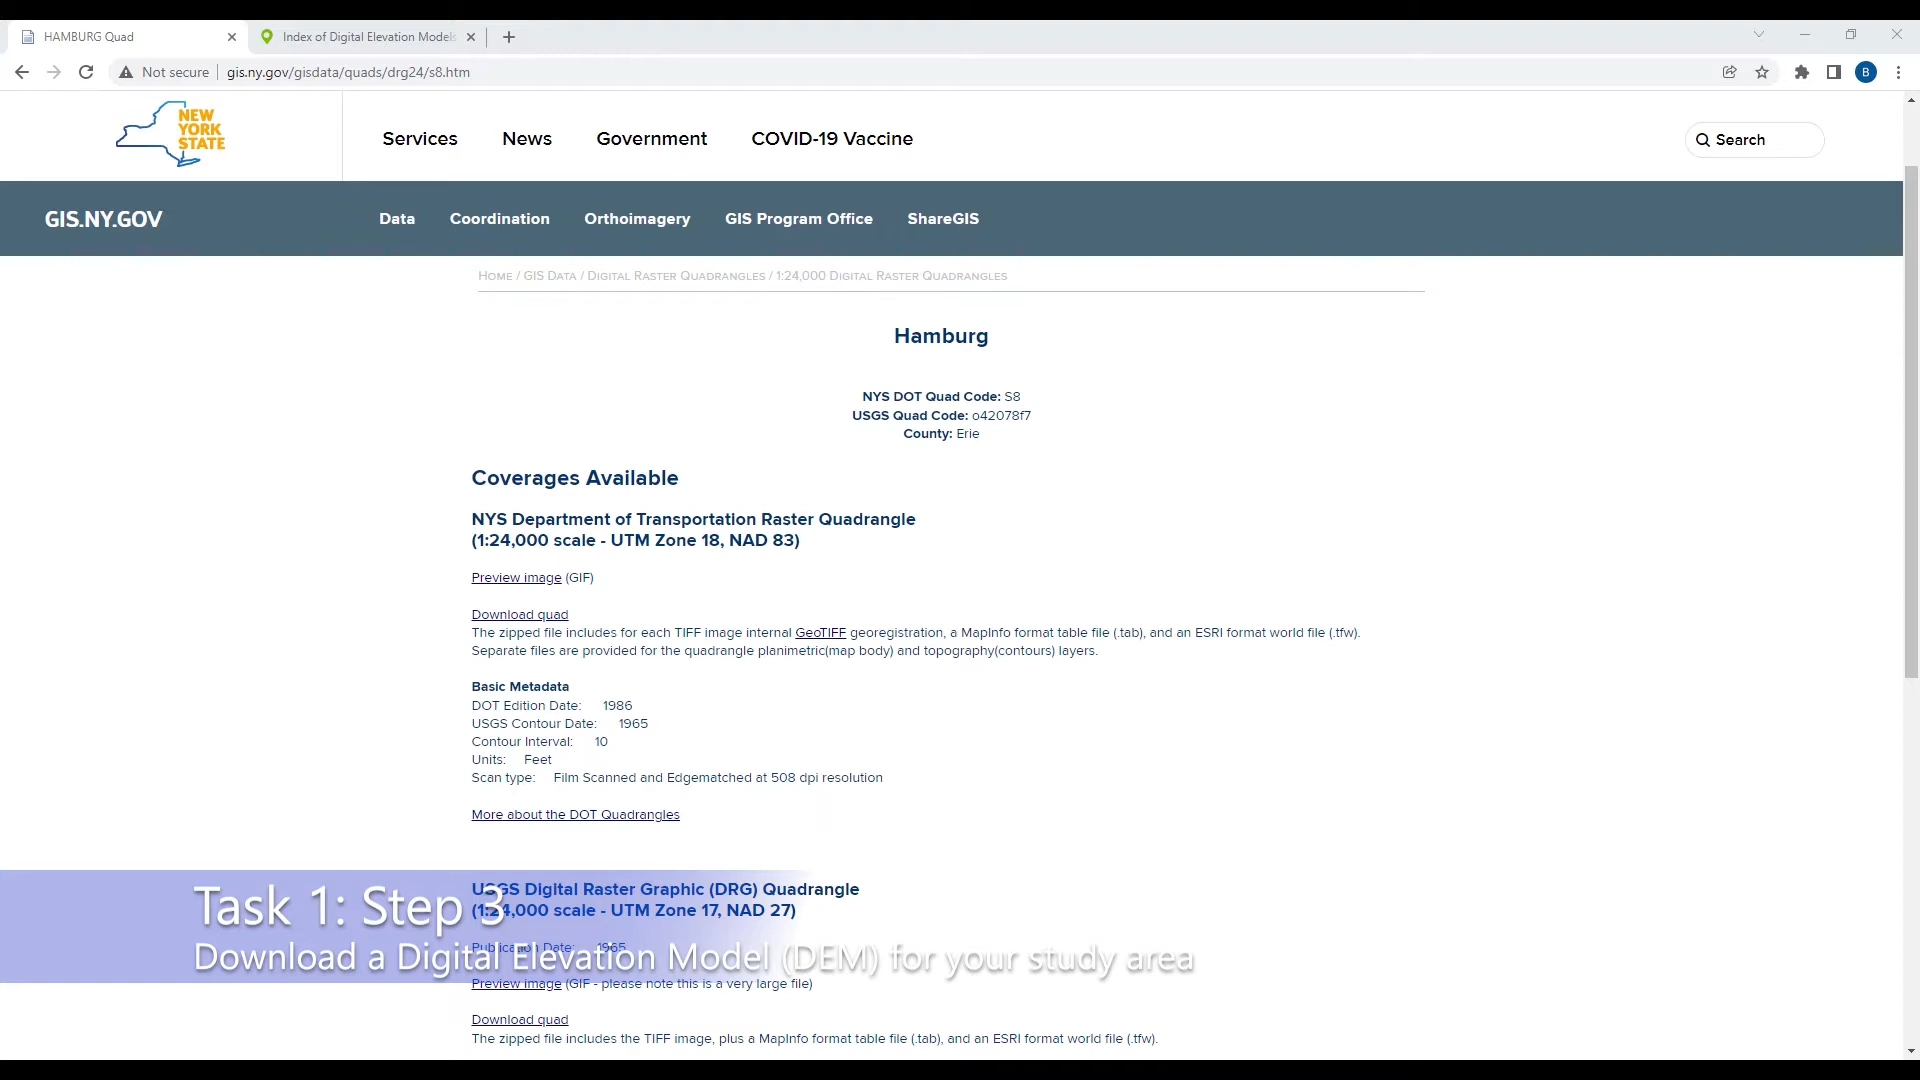 HAMBURG Quad
Index of Digital Elevation Models
Not secure
gis.ny.gov/gisdata/quads/drg24/s8.htm
B
NEW
YORK
STATE
Services
News
Government
COVID-19 Vaccine
Search
GIS.NY.GOV
Data
Coordination
Orthoimagery
GIS Program Office
ShareGIS
HOME / GIS DATA / DIGITAL RASTER QUADRANGLES / 1:24,000 DIGITAL RASTER QUADRANGLES
Hamburg
NYS DOT Quad Code: S8
USGS Quad Code: o42078f7
County: Erie
Coverages Available
NYS Department of Transportation Raster Quadrangle
(1:24,000 scale - UTM Zone 18, NAD 83)
Preview image (GIF)
Download quad
The zipped file includes for each TIFF image internal GeoTIFF georegistration, a MapInfo format table file (.tab), and an ESRI format world file (.tfw).
Separate files are provided for the quadrangle planimetric(map body) and topography(contours) layers.
Basic Metadata
DOT Edition Date: 1986
USGS Contour Date: 1965
Contour Interval: 10
Units: Feet
Scan type: Film Scanned and Edgematched at 508 dpi resolution
More about the DOT Quadrangles
USGS Digital Raster Graphic (DRG) Quadrangle
(1:24,000 scale - UTM Zone 17, NAD 27)
Task 1: Step 3
Publication Date: 1965
Download a Digital Elevation Model (DEM) for your study area
Preview image (GIF - please note this is a very large file)
Download quad
The zipped file includes the TIFF image, plus a MapInfo format table file (.tab), and an ESRI format world file (.tfw).